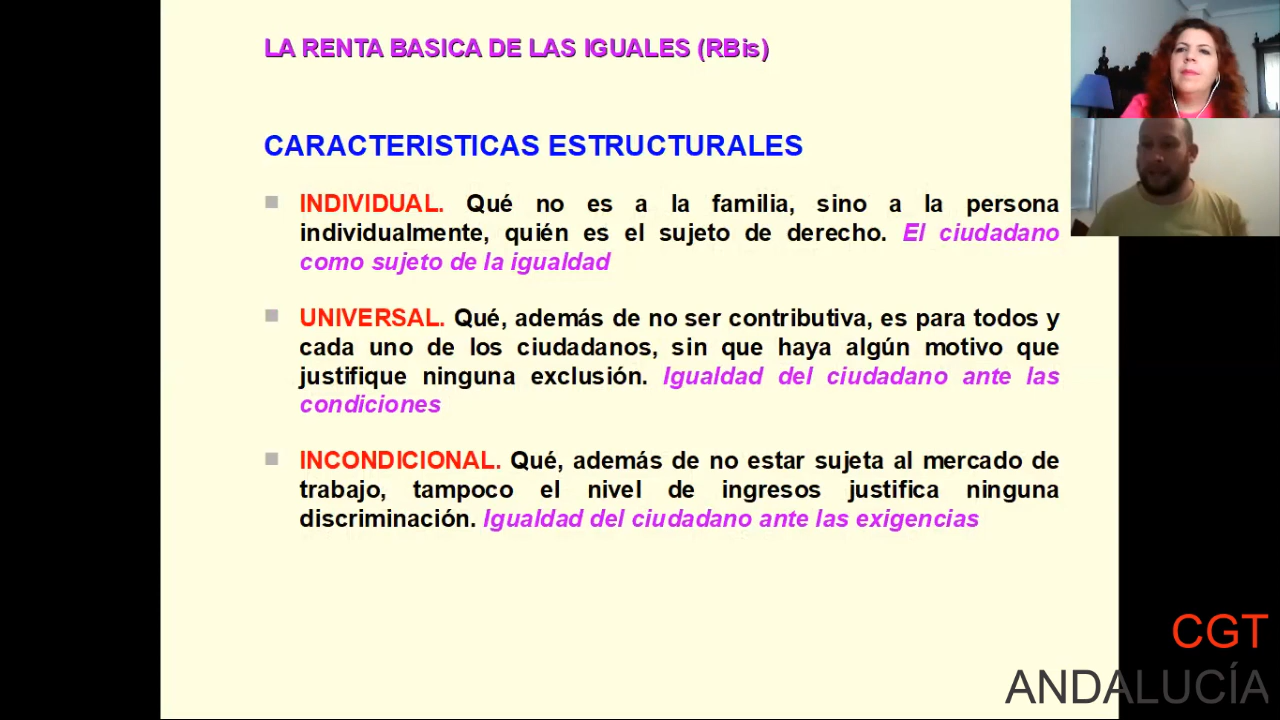 LA RENTA BASICA DE LAS IGUALES (RBis)
CARACTERISTICAS ESTRUCTURALES
INDIVIDUAL. Qué no es a la familia, sino a la persona
individualmente, quién es el sujeto de derecho. El ciudadano
como sujeto de la igualdad
UNIVERSAL. Qué, además de no ser contributiva, es para todos y
cada uno de los ciudadanos, sin que haya algún motivo que
justifique ninguna exclusión. Igualdad del ciudadano ante las
condiciones
INCONDICIONAL. Qué, además de no estar sujeta al mercado de
trabajo, tampoco el nivel de ingresos justifica ninguna
discriminación. Igualdad del ciudadano ante las exigencias
CGT
ANDALUCÍA